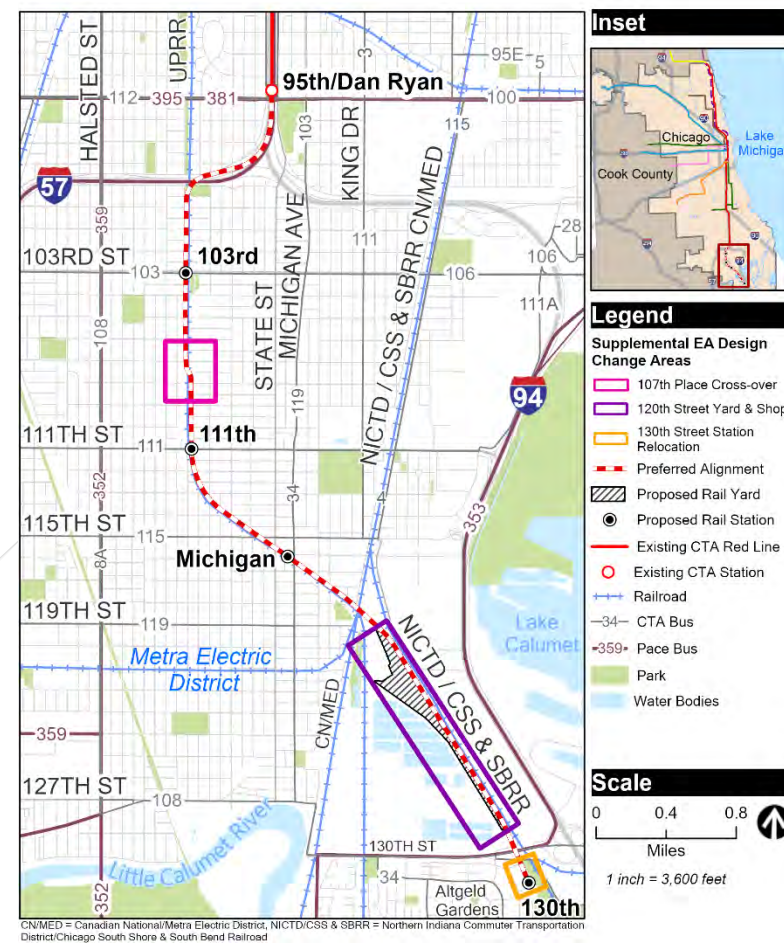 HALSTED ST
UPRR
3
95E
5
95th/Dan Ryan
112
395
381
103
KING DR
100
115
57
359
103RD ST
103
103rd
STATE ST
MICHIGAN AVE
111
106
NICTD / CSS & SBRR CN/MED
28
106
111A
108
119
94
111TH ST
111
111th
352
34
4
353
115TH ST
8A
115
Michigan
119TH ST
119
Lake
Calumet
Metra Electric
District
NICTD / CSS & SBRR
CN/MED
359
127TH ST
108
Little Calumet River
130TH ST
352
34
Altgeld
Gardens
130th
CN/MED = Canadian National/Metra Electric District, NICTD/CSS & SBRR = Northern Indiana Commuter Transportation
District/Chicago South Shore & South Bend Railroad
Inset
94
90
Chicago
Lake
Michiga
Cook County
57
Legend
Supplemental EA Design
Change Areas
107th Place Cross-over
120th Street Yard & Shop
130th Street Station
Relocation
Preferred Alignment
Proposed Rail Yard
Proposed Rail Station
Existing CTA Red Line
Existing CTA Station
Railroad
34 CTA Bus
359 Pace Bus
Park
Water Bodies
Scale
0 0.4 0.8
Miles
1 inch = 3,600 feet